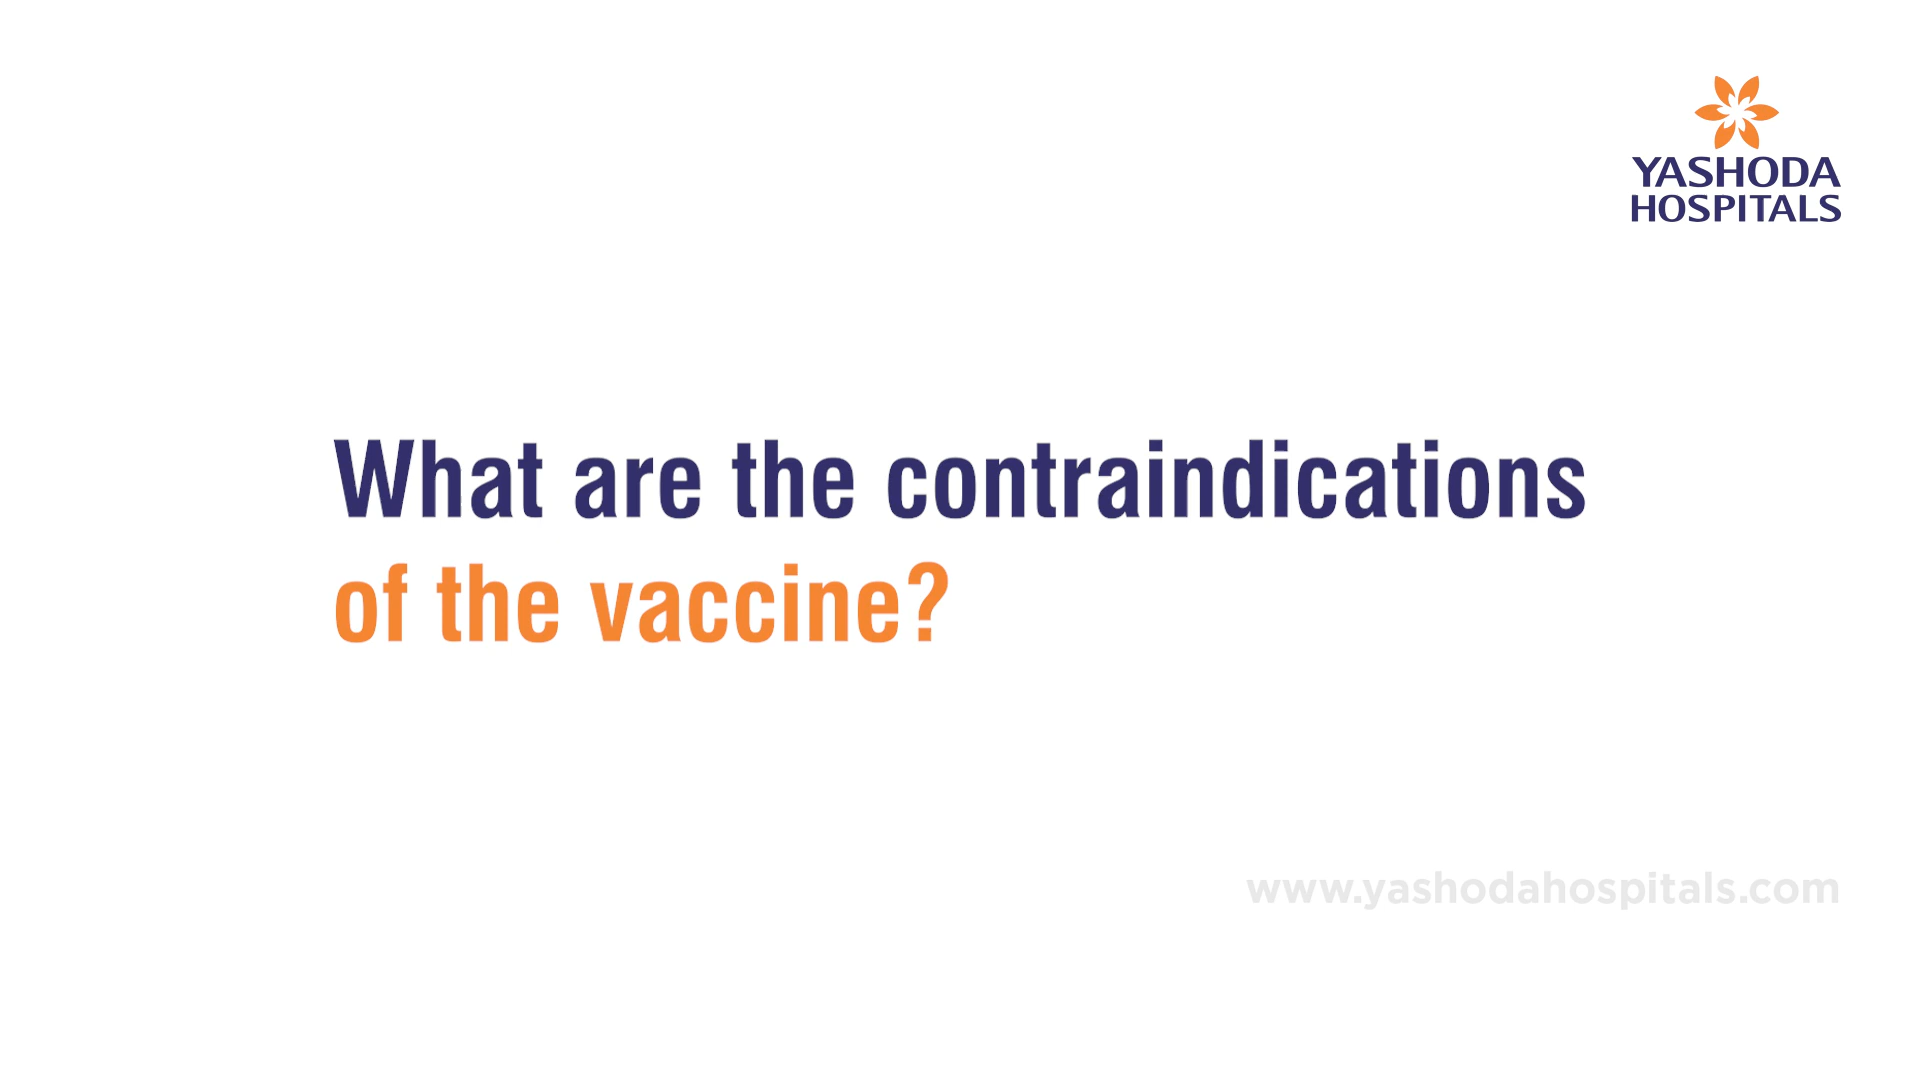 YASHODA
HOSPITALS
What are the contraindications
of the vaccine?
www.yashodahospitals.com